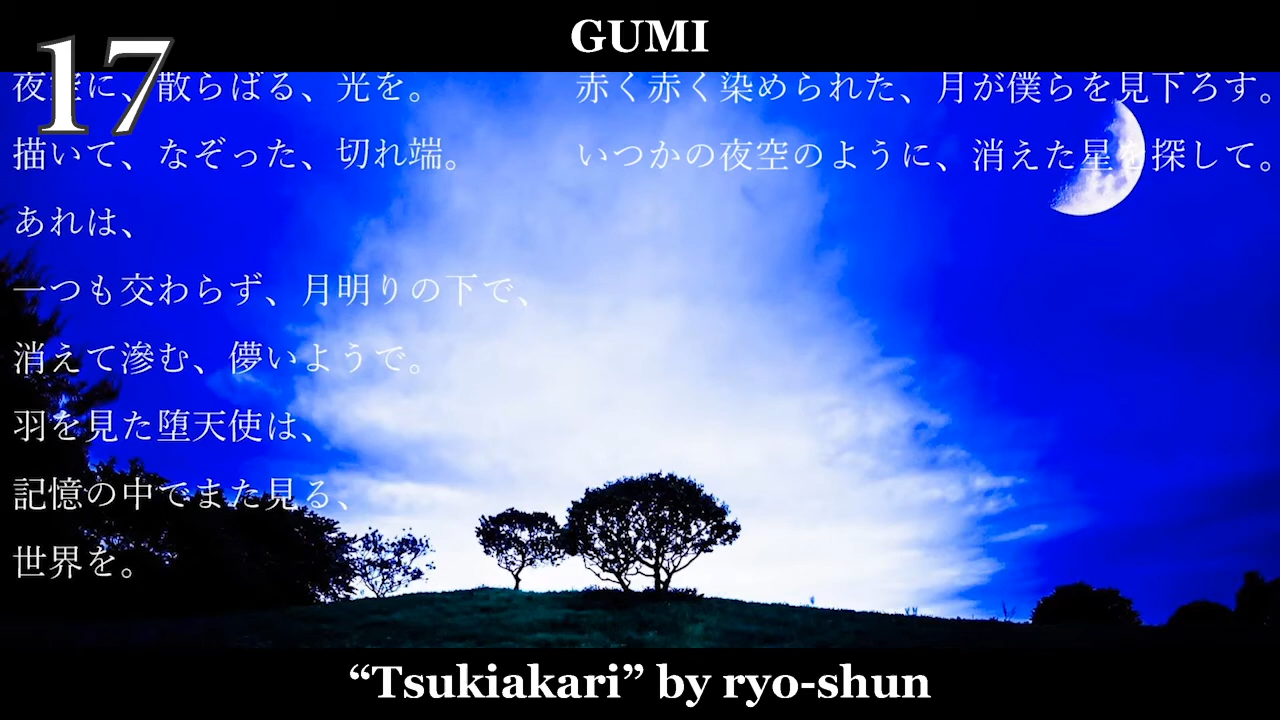 GUMI
17
夜空に、散らばる、光を。
描いて、なぞった、切れ端。
あれは、
一つも交わらず、月明りの下で、
消えて滲む、儚いようで。
羽を見た堕天使は、
記憶の中でまた見る、
世界を。
赤く赤く染められた、月が僕らを見下ろす。
いつかの夜空のように、消えた星を探して。
“Tsukiakari” by ryo-shun